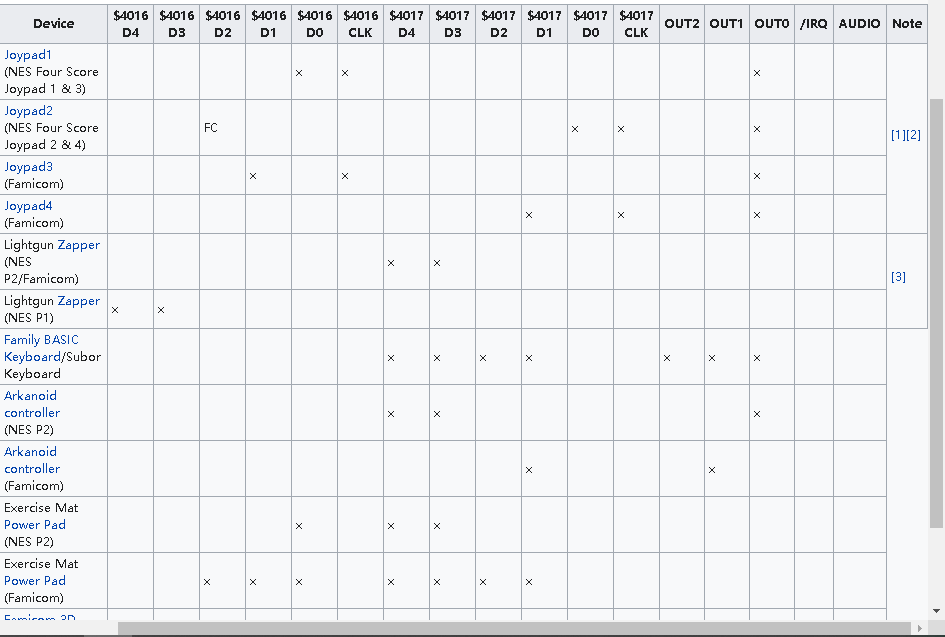 Device $4016 D4 $4016 D3 $4016 D2 $4016 D1 $4016 D0 $4016 CLK $4017 D4 $4017 D3 $4017 D2 $4017 D1 $4017 D0 $4017 CLK OUT2 OUT1 OUT0 /IRQ AUDIO Note
Joypad1
(NES Four Score
Joypad 1 & 3)
× × ×
Joypad2
(NES Four Score
Joypad 2 & 4)
FC × × ×
[1][2]
Joypad3
(Famicom)
× × ×
Joypad4
(Famicom)
× × ×
Lightgun Zapper
(NES
P2/Famicom)
× ×
[3]
Lightgun Zapper
(NES P1)
× ×
Family BASIC
Keyboard/Subor
Keyboard
× × × × × × ×
Arkanoid
controller
(NES P2)
× × ×
Arkanoid
controller
(Famicom)
× ×
Exercise Mat
Power Pad
(NES P2)
× × ×
Exercise Mat
Power Pad
(Famicom)
× × × × × × ×
Famicom 3D